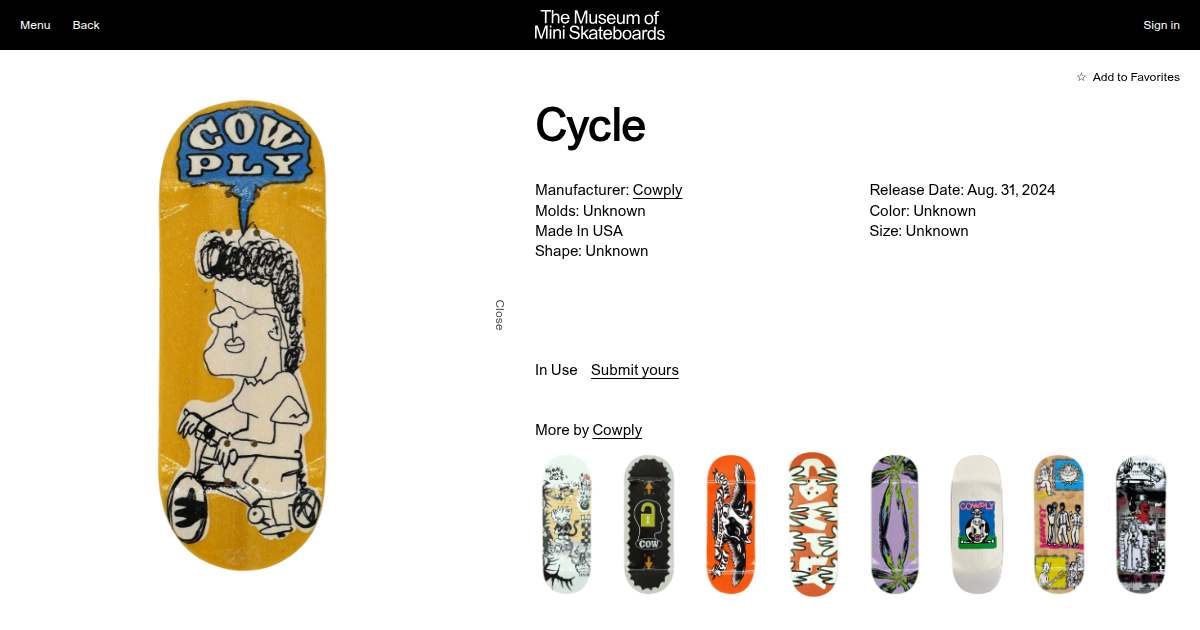 Menu
Back
The Museum of
Mini Skateboards
Sign in
☆ Add to Favorites
COW
PLY
Close
Cycle
Manufacturer: Cowply
Molds: Unknown
Made In USA
Shape: Unknown
Release Date: Aug. 31, 2024
Color: Unknown
Size: Unknown
In Use
Submit yours
More by Cowply
COW
COWPLY
COWPLY